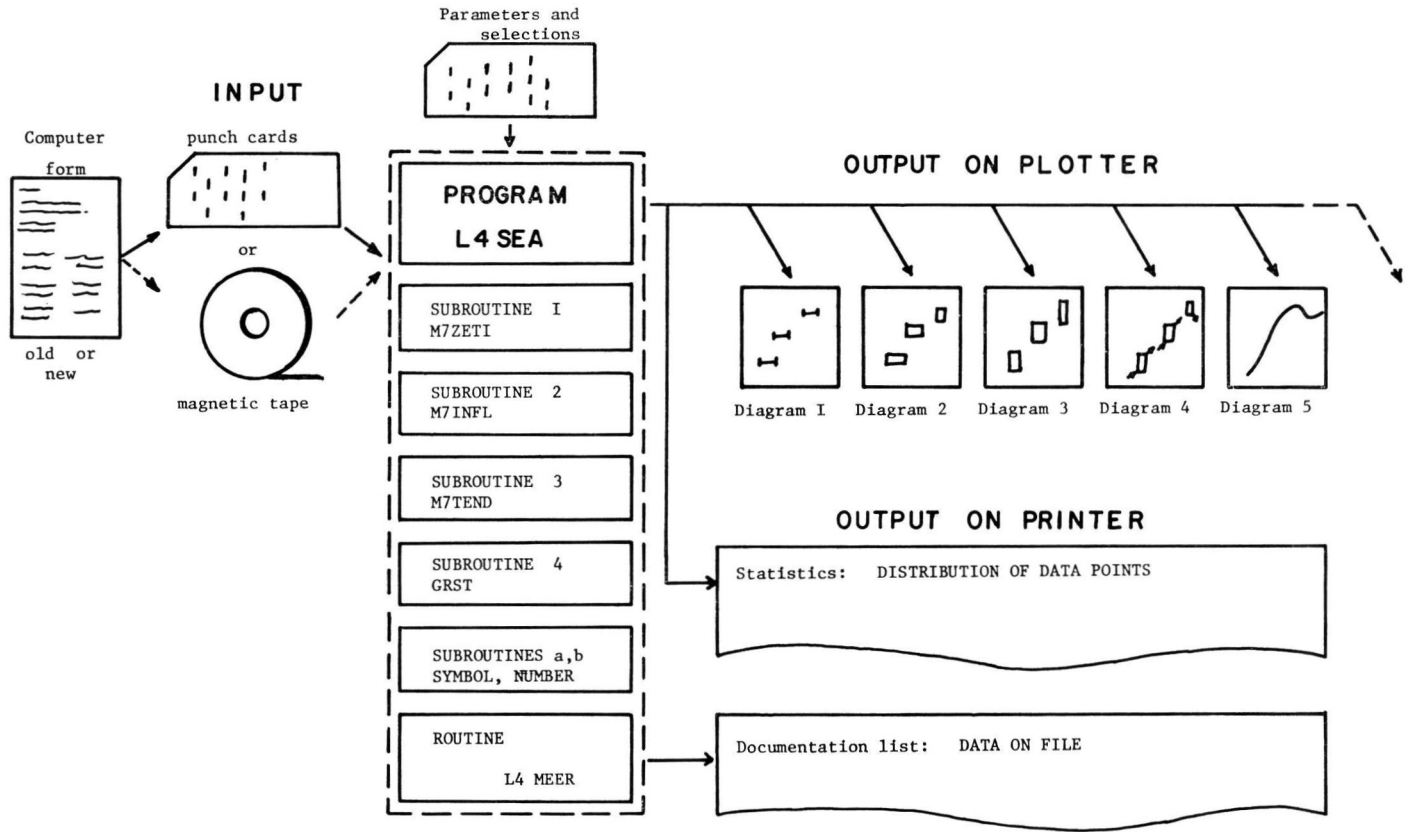 Parameters and
selections
INPUT
Computer
form
punch cards
or
old or
new
magnetic tape
PROGRAM
L4 SEA
SUBROUTINE I
M7ZETI
SUBROUTINE 2
M7INFL
SUBROUTINE 3
M7TEND
SUBROUTINE 4
GRST
SUBROUTINES a,b
SYMBOL, NUMBER
ROUTINE
L4 MEER
OUTPUT ON PLOTTER
Diagram I
Diagram 2
Diagram 3
Diagram 4
Diagram 5
OUTPUT ON PRINTER
Statistics: DISTRIBUTION OF DATA POINTS
Documentation list: DATA ON FILE